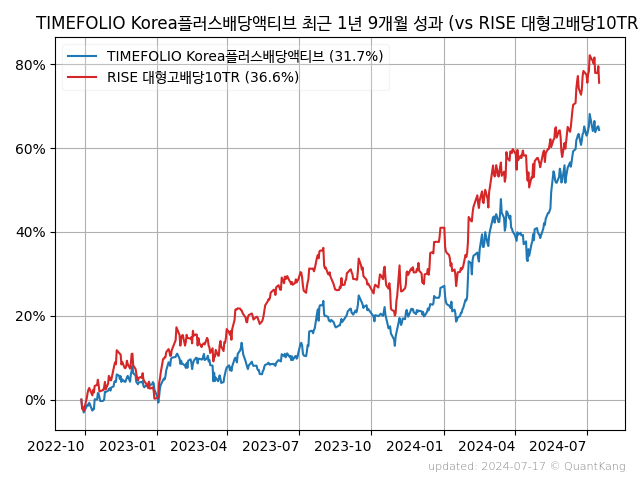 TIMEFOLIO Korea플러스배당액티브 최근 1년 9개월 성과 (vs RISE 대형고배당10TR
TIMEFOLIO Korea플러스배당액티브 (31.7%)
RISE 대형고배당10TR (36.6%)
80%
60%
40%
20%
0%
2022-10 2023-01 2023-04 2023-07 2023-10 2024-01 2024-04 2024-07
updated: 2024-07-17 © QuantKang